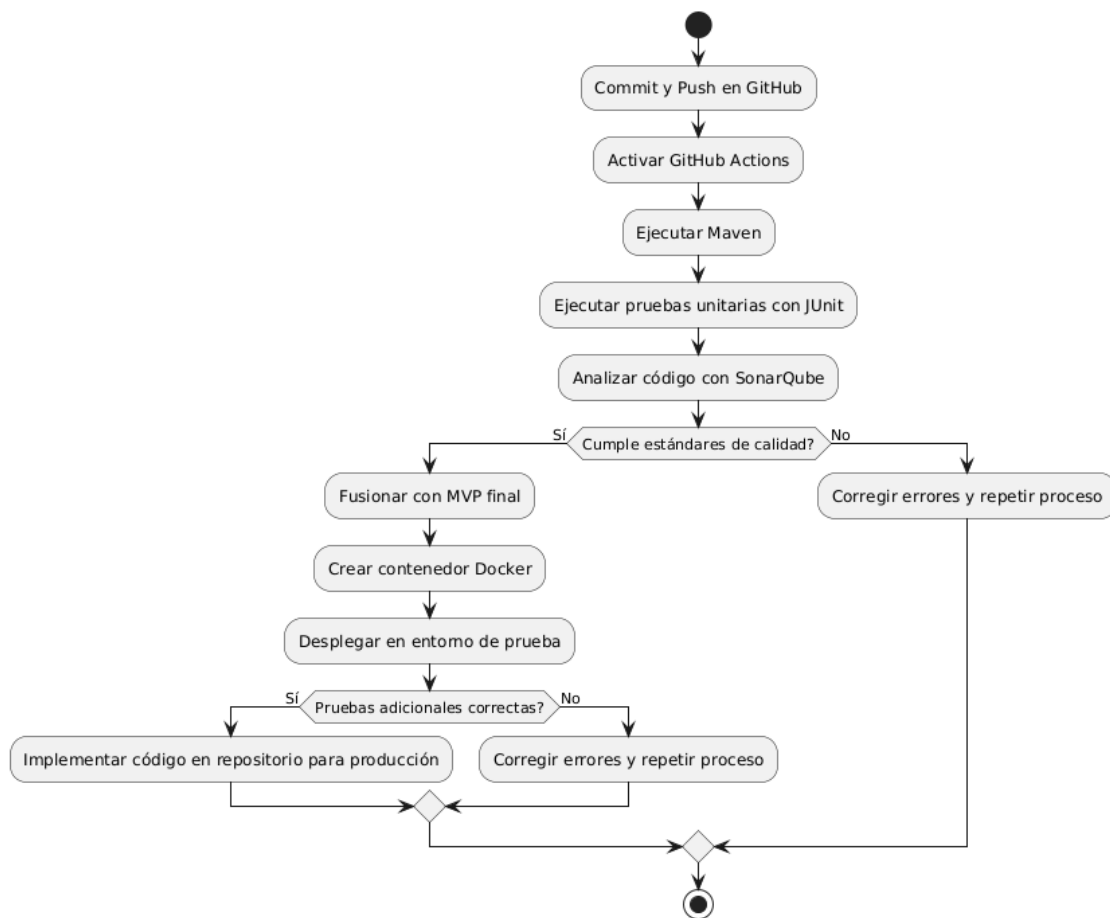 Commit y Push en GitHub
Activar GitHub Actions
Ejecutar Maven
Ejecutar pruebas unitarias con JUnit
Analizar código con SonarQube
Sí
Cumple estándares de calidad?
No
Fusionar con MVP final
Corregir errores y repetir proceso
Crear contenedor Docker
Desplegar en entorno de prueba
Sí
Pruebas adicionales correctas?
No
Implementar código en repositorio para producción
Corregir errores y repetir proceso